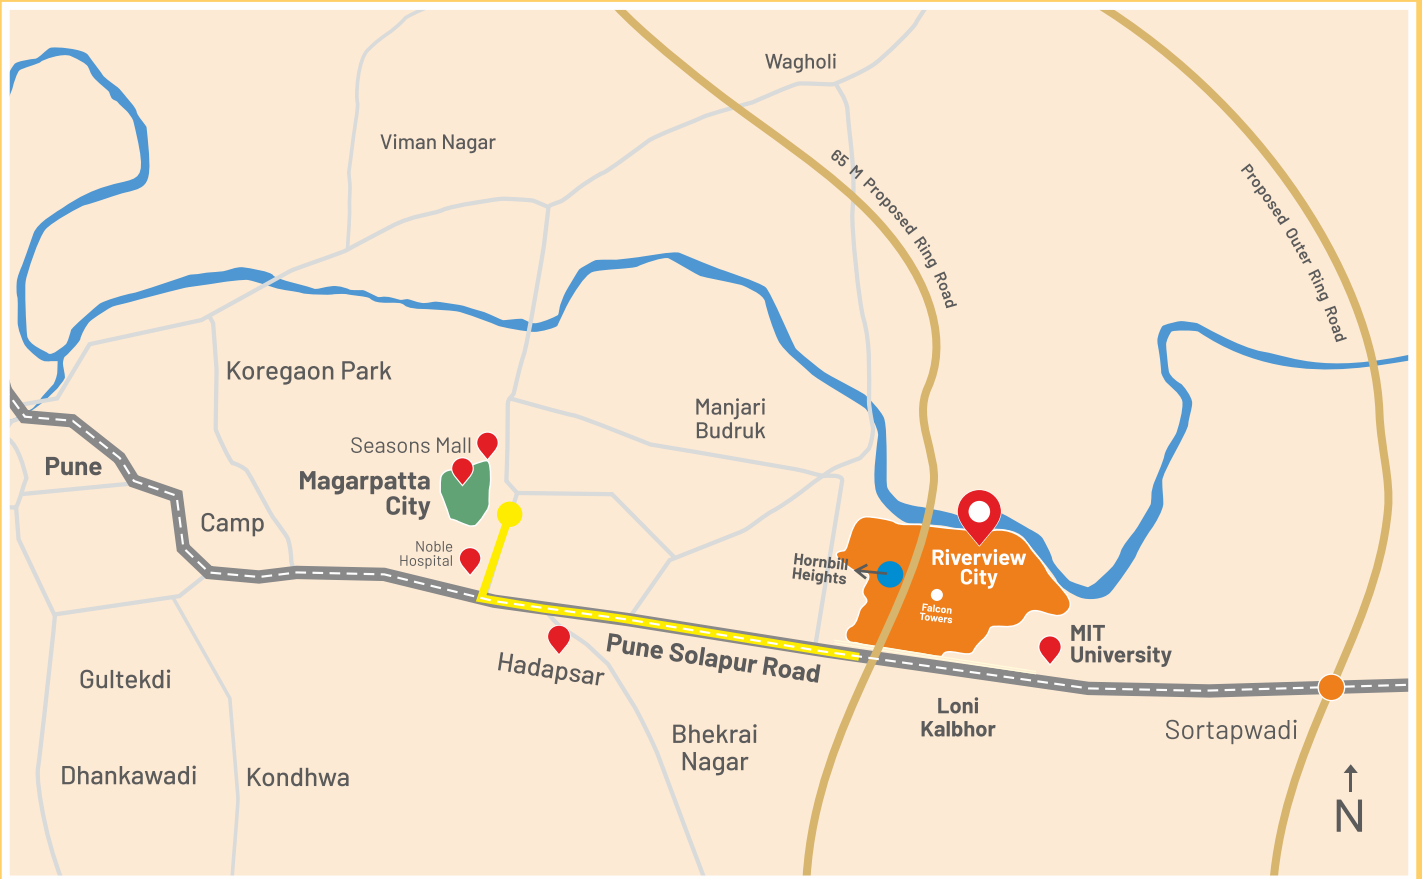 Wagholi
Viman Nagar
65 M Proposed Ring Road
Proposed Outer Ring Road
Koregaon Park
Manjari
Budruk
Seasons Mall
Pune
Magarpatta
City
Camp
Noble
Hospital
Hornbill
Heights
Riverview
City
Falcon
Towers
MIT
University
Pune Solapur Road
Hadapsar
Gultekdi
Loni
Kalbhor
Bhekrai
Nagar
Sortapwadi
Dhankawadi
Kondhwa
N